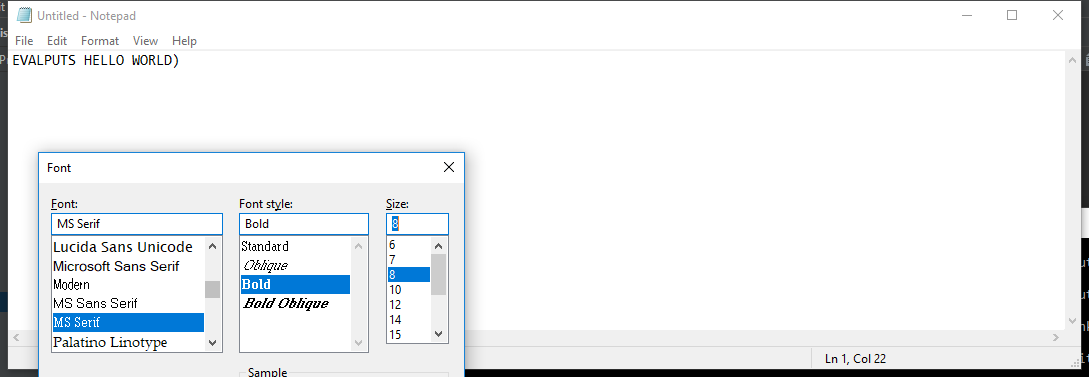 Untitled - Notepad
File Edit Format View Help
EVALPUTS HELLO WORLD)
Font
Font: Font style: Size:
MS Serif Bold 8
Lucida Sans Unicode Standard 6
Microsoft Sans Serif Oblique 7
Modern Bold 8
MS Sans Serif Bold Oblique 10
MS Serif 12
Palatino Linotype 14
15
Sample
Ln 1, Col 22